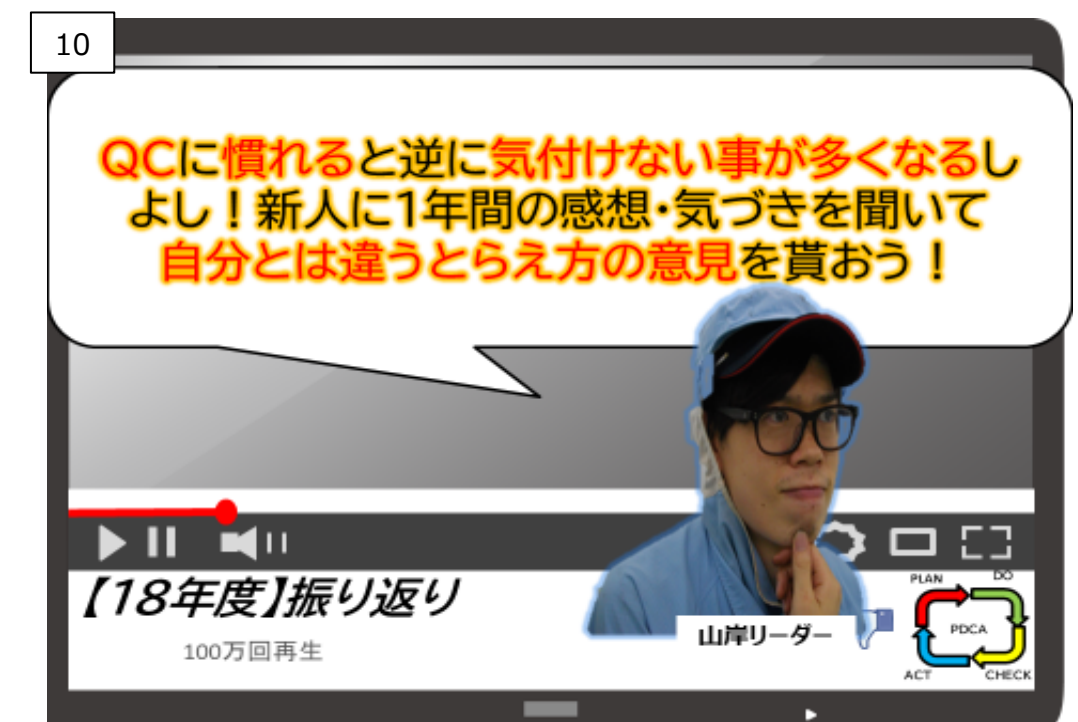 10
QCに慣れると逆に気付けない事が多くなるし
よし！新人に1年間の感想・気づきを聞いて
自分とは違うとらえ方の意見を貰おう！
【18年度】振り返り
100万回再生
山岸リーダー
PLAN
DO
PDCA
ACT
CHECK